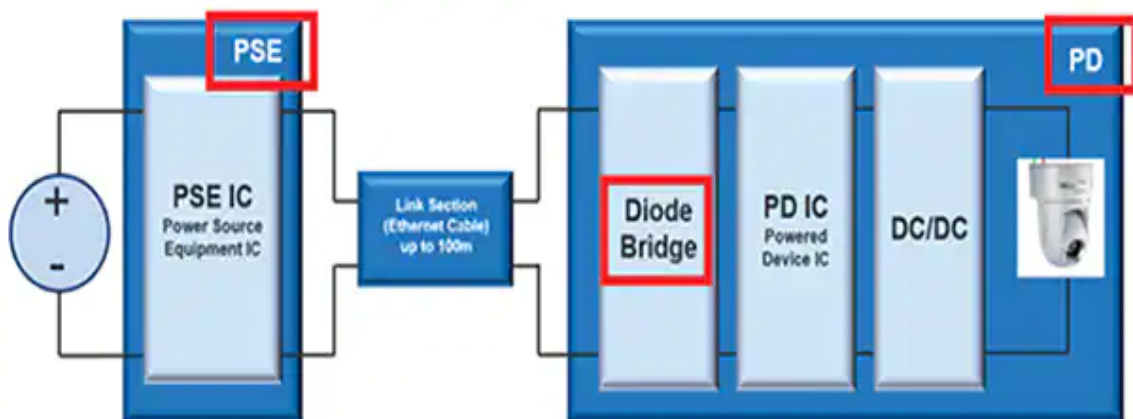 PSE
PD
+
-
PSE IC
Power Source
Equipment IC
Link Section
(Ethernet Cable)
up to 100m
Diode
Bridge
PD IC
Powered
Device IC
DC/DC